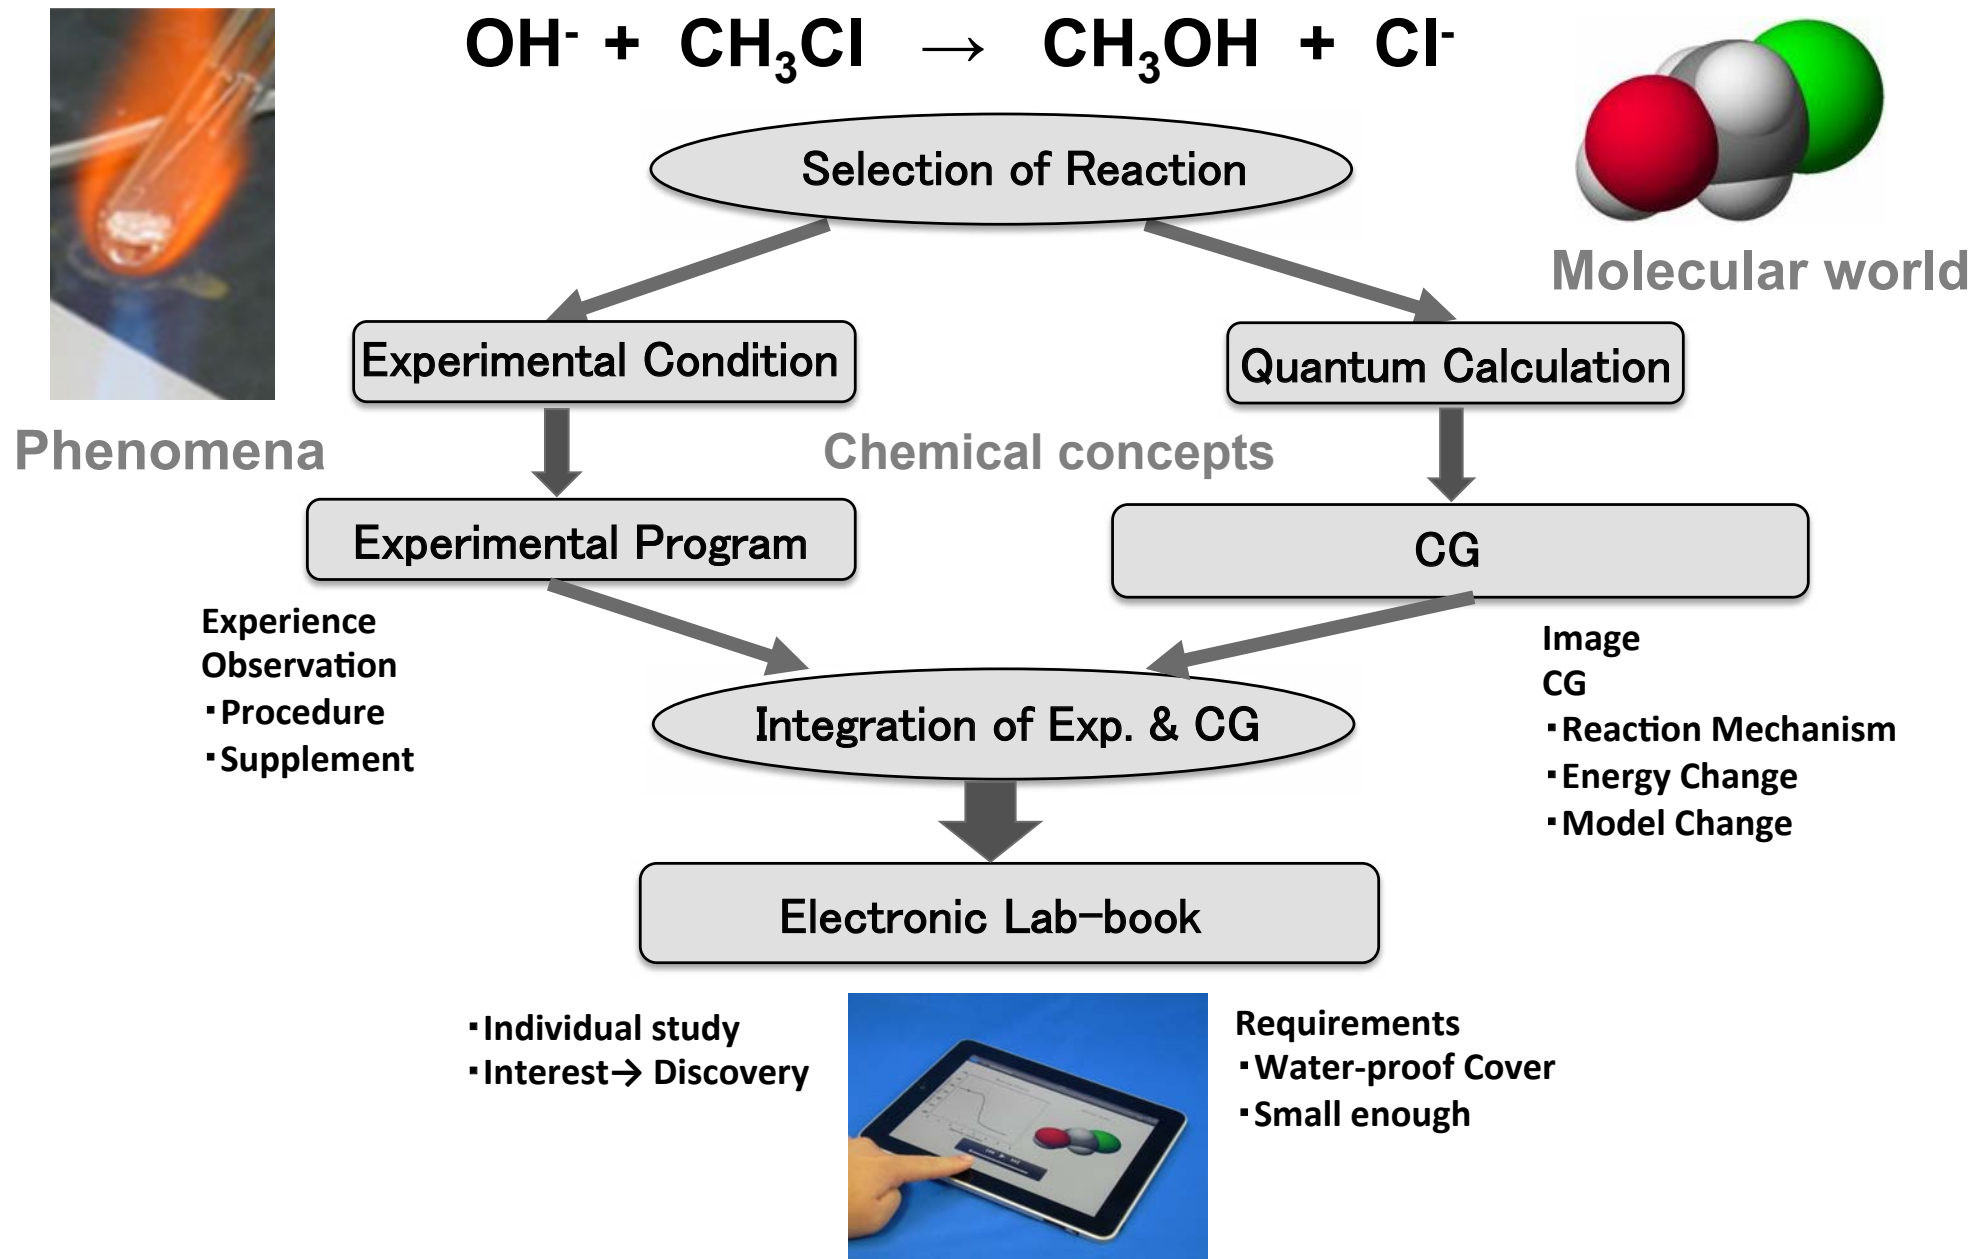 OH⁻ + CH₃Cl → CH₃OH + Cl⁻
Selection of Reaction
Molecular world
Experimental Condition
Quantum Calculation
Phenomena
Chemical concepts
Experimental Program
CG
Experience
Observation
・Procedure
・Supplement
Image
CG
・Reaction Mechanism
・Energy Change
・Model Change
Integration of Exp. & CG
Electronic Lab-book
・Individual study
・Interest→ Discovery
Requirements
・Water-proof Cover
・Small enough